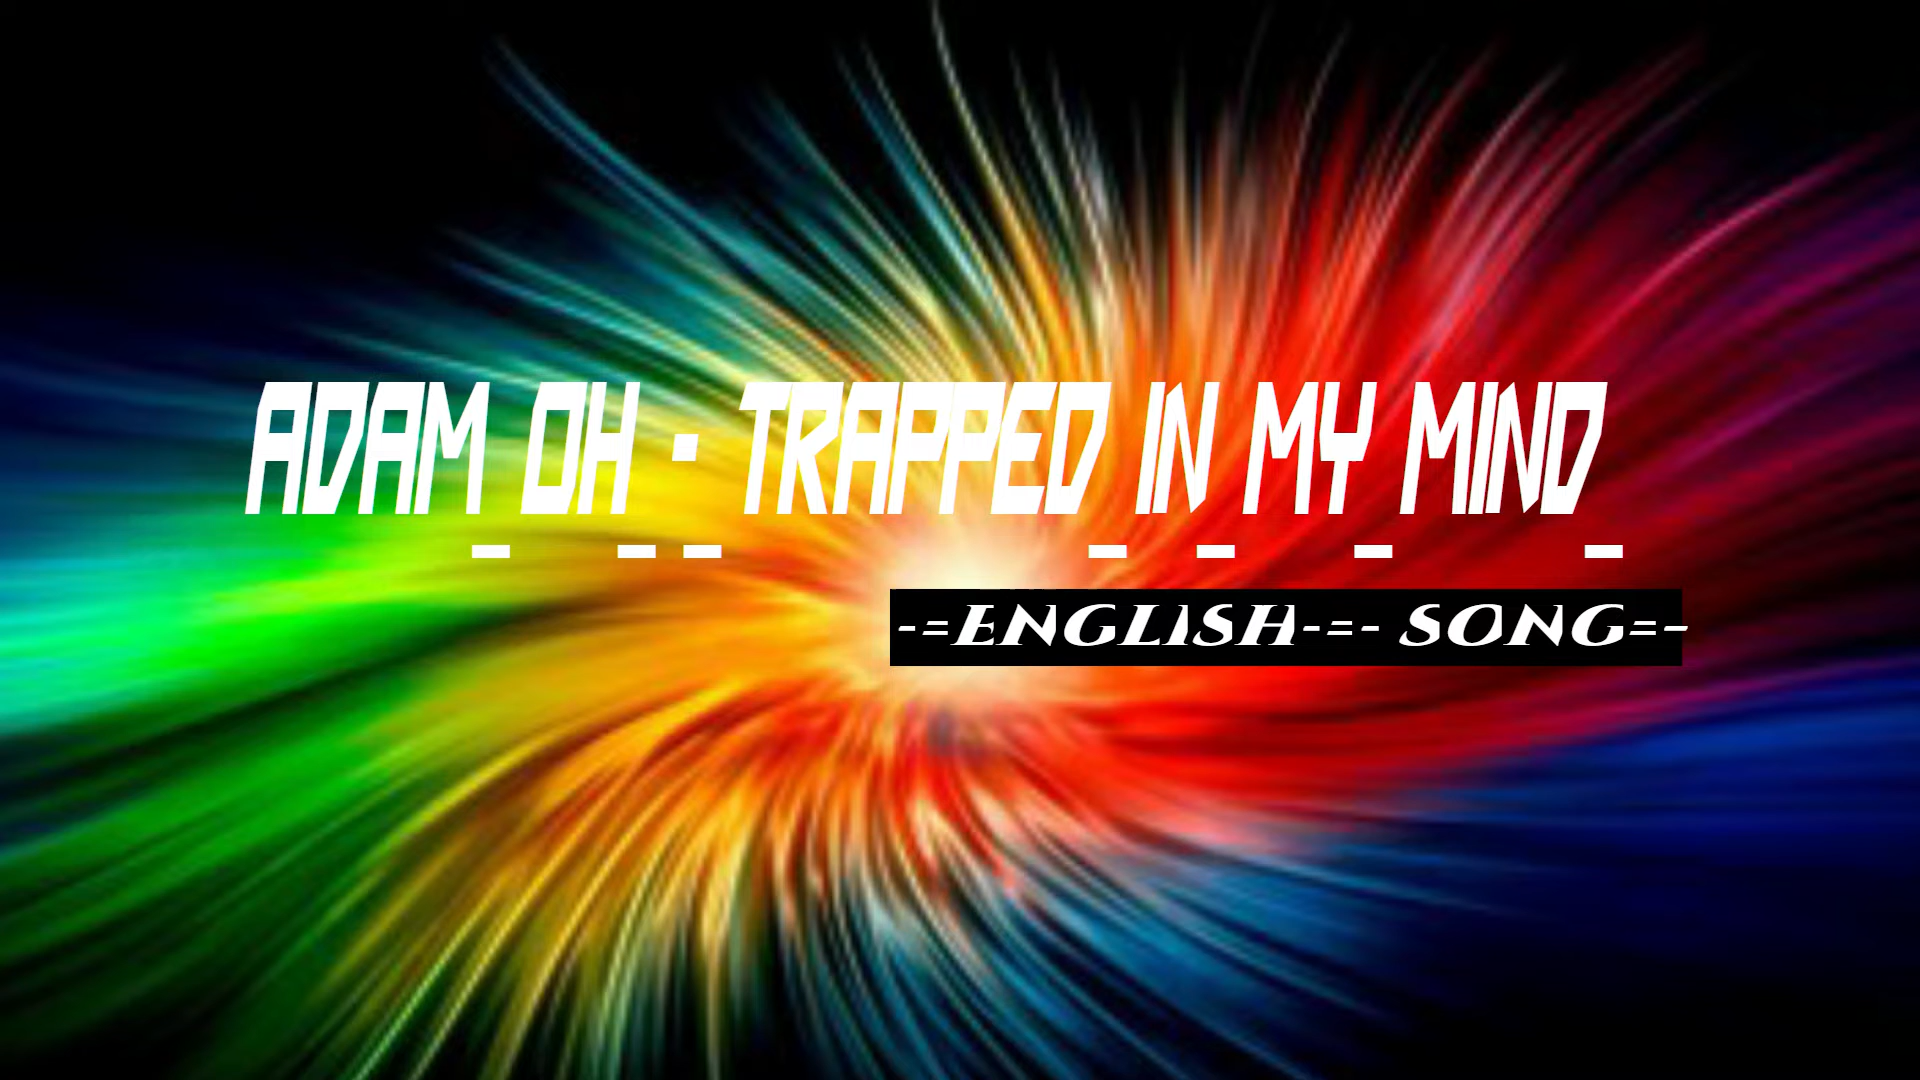 ADAM OH - TRAPPED IN MY MIND
- -- - - - -
-=ENGLISH-=- SONG=-